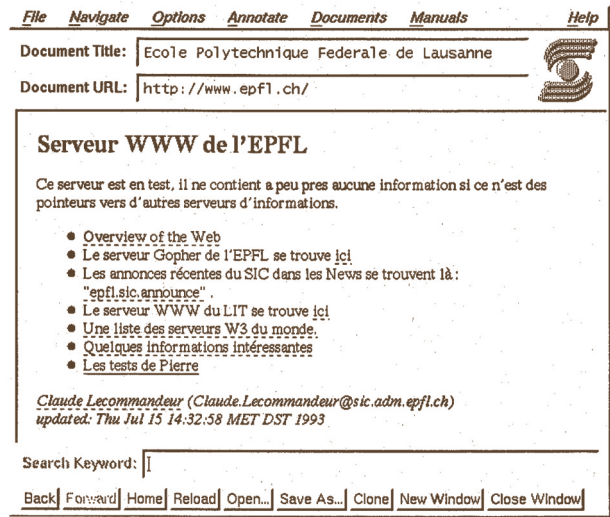 File Navigate Options Annotate Documents Manuals Help
Document Title: Ecole Polytechnique Federale de Lausanne
Document URL: http://www.epfl.ch/
Serveur WWW de l'EPFL
Ce serveur est en test, il ne contient a peu pres aucune information si ce n'est des
pointeurs vers d'autres serveurs d'informations.
Overview of the Web
Le serveur Gopher de l'EPFL se trouve ici
Les annonces récentes du SIC dans les News se trouvent là :
"epfl.sic.announce" .
Le serveur WWW du LIT se trouve ici
Une liste des serveurs W3 du monde.
Quelques informations intéressantes
Les tests de Pierre
Claude Lecommandeur (Claude.Lecommandeur@sic.adm.epfl.ch)
updated: Thu Jul 15 14:32:58 MET DST 1993
Search Keyword:
Back Forward Home Reload Open... Save As... Clone New Window Close Window